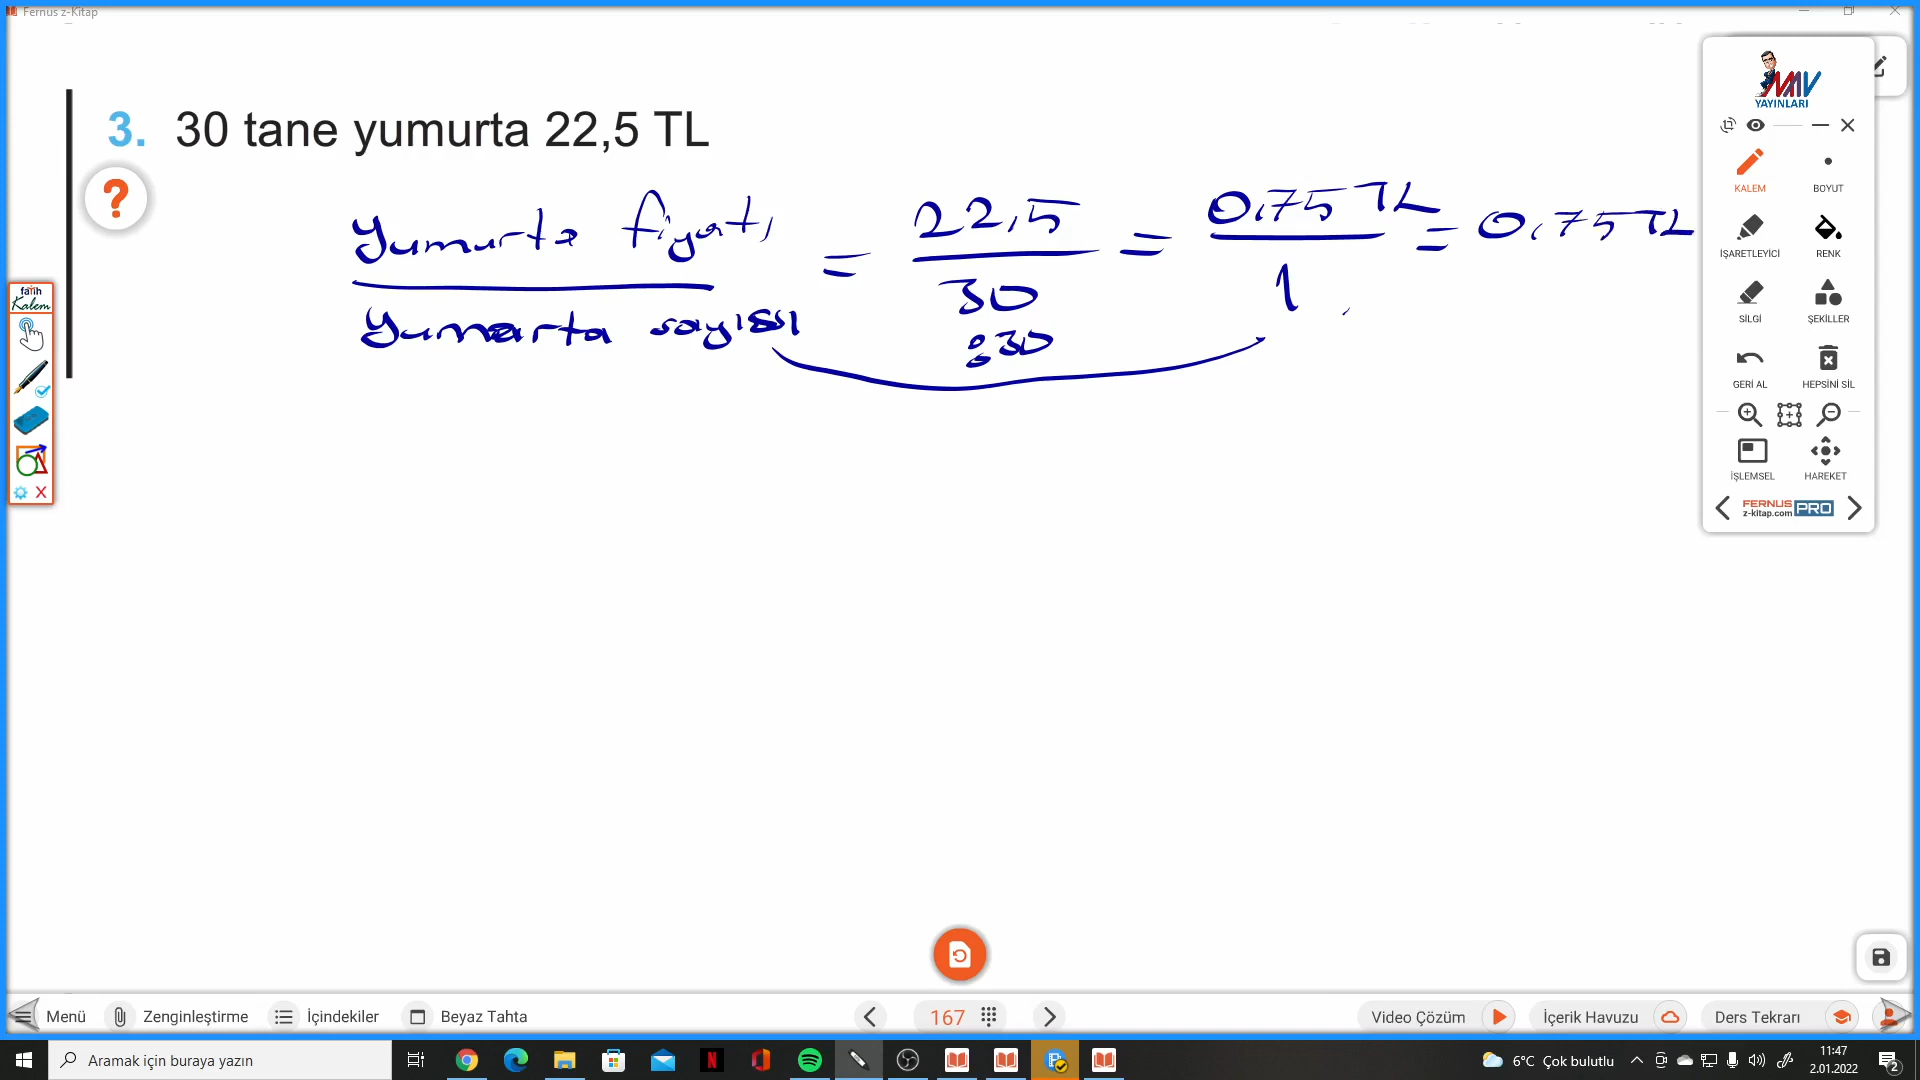 Fernus z-Kitap
3. 30 tane yumurta 22,5 TL
?
Yumurta fiyatı / Yumurta sayısı = 22,5 / 30 = 0,75 TL / 1 = 0,75 TL
:30
fatih
Kalem
X
MMV
YAYINLARI
KALEM
BOYUT
İŞARETLEYİCİ
RENK
SİLGİ
ŞEKİLLER
GERİ AL
HEPSİNİ SİL
İŞLEMSEL
HAREKET
FERNUS
z-kitap.com PRO
Menü
Zenginleştirme
İçindekiler
Beyaz Tahta
167
Video Çözüm
İçerik Havuzu
Ders Tekrarı
Aramak için buraya yazın
N
6°C Çok bulutlu
11:47
2.01.2022
2